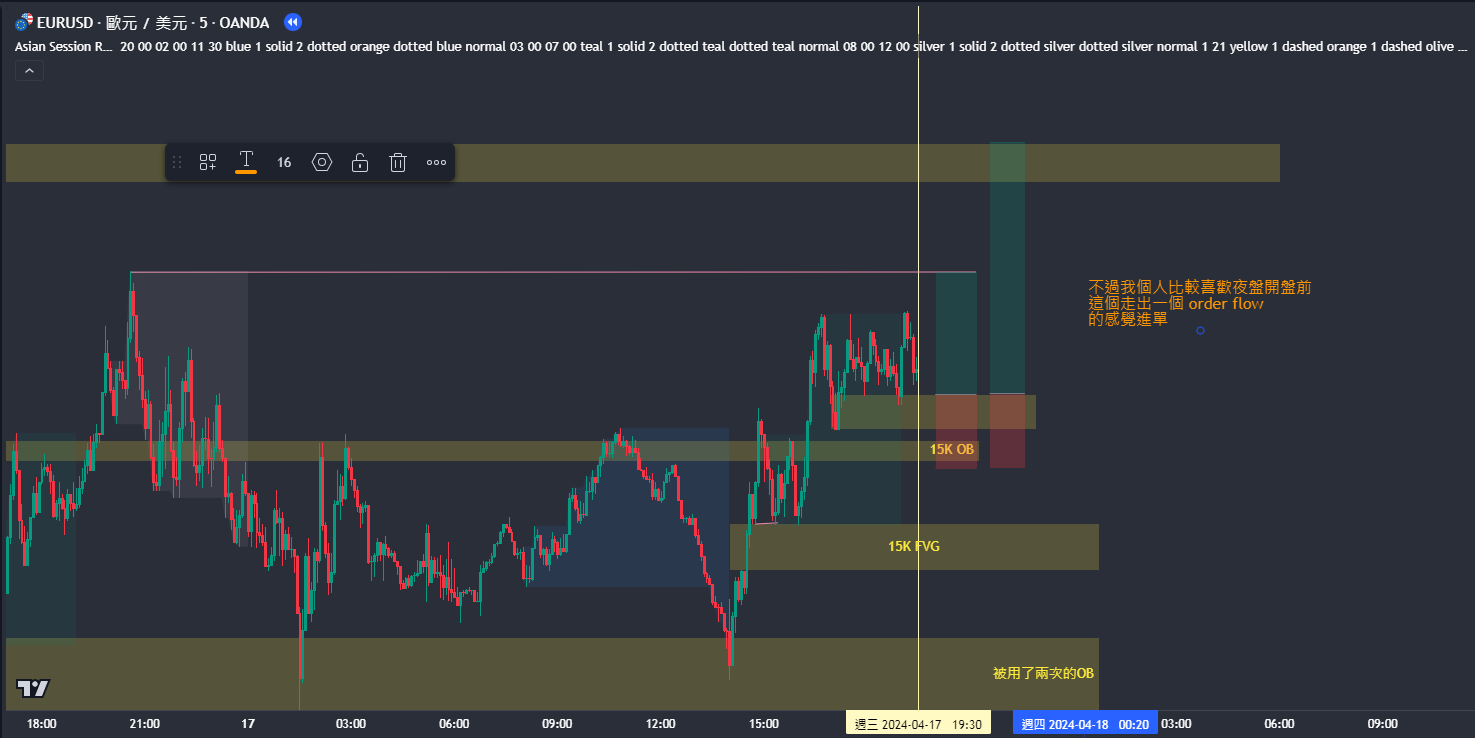 EURUSD · 歐元 / 美元 · 5 · OANDA
Asian Session R... 20 00 02 00 11 30 blue 1 solid 2 dotted orange dotted blue normal 03 00 07 00 teal 1 solid 2 dotted teal dotted teal normal 08 00 12 00 silver 1 solid 2 dotted silver dotted silver normal 1 21 yellow 1 dashed orange 1 dashed olive ...
T 16
不過我個人比較喜歡夜盤開盤前
這個走出一個 order flow
的感覺進單
15K OB
15K FVG
被用了兩次的OB
18:00 21:00 17 03:00 06:00 09:00 12:00 15:00 週三 2024-04-17 19:30 週四 2024-04-18 00:20 03:00 06:00 09:00